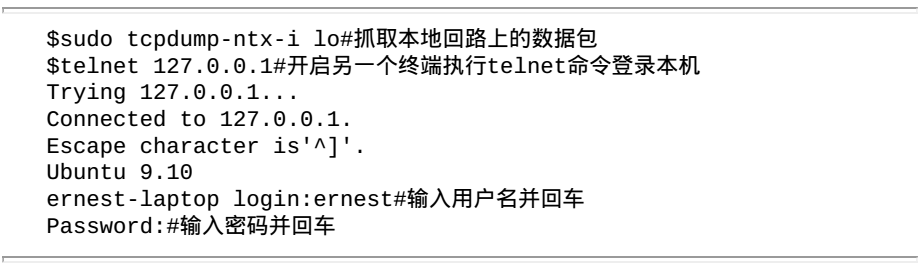 $sudo tcpdump-ntx-i lo#抓取本地回路上的数据包
$telnet 127.0.0.1#开启另一个终端执行telnet命令登录本机
Trying 127.0.0.1...
Connected to 127.0.0.1.
Escape character is'^]'.
Ubuntu 9.10
ernest-laptop login:ernest#输入用户名并回车
Password:#输入密码并回车